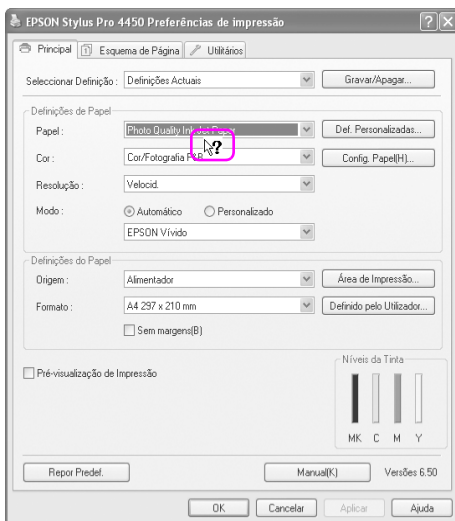 EPSON Stylus Pro 4450 Preferências de impressão
Principal Esquema de Página Utilitários
Seleccionar Definição : Definições Actuais Gravar/Apagar...
Definições de Papel
Papel : Photo Quality Ink Jet Paper Def. Personalizadas...
Cor : Cor/Fotografia P&B Config. Papel(H)...
Resolução : Velocid.
Modo : Automático Personalizado
EPSON Vívido
Definições do Papel
Origem : Alimentador Área de Impressão...
Formato : A4 297 x 210 mm Definido pelo Utilizador...
Sem margens(B)
Pré-visualização de Impressão
Níveis da Tinta
MK C M Y
Repor Predef. Manual(K) Versões 6.50
OK Cancelar Aplicar Ajuda